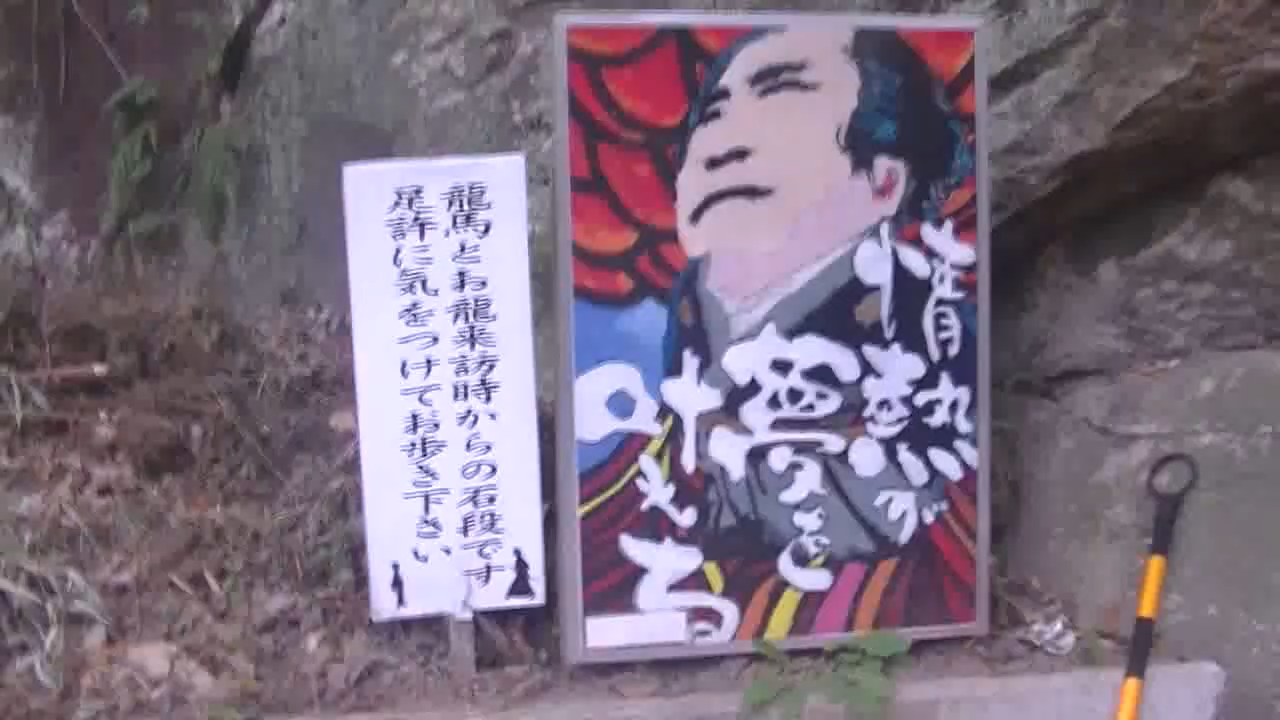 龍馬とお龍来訪時からの石段です
足許に気をつけてお歩き下さい
情熱が
夢を
叶える